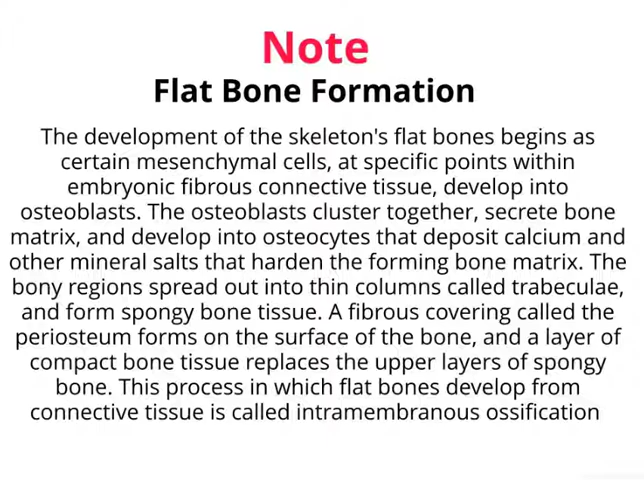 Note
Flat Bone Formation
The development of the skeleton's flat bones begins as
certain mesenchymal cells, at specific points within
embryonic fibrous connective tissue, develop into
osteoblasts. The osteoblasts cluster together, secrete bone
matrix, and develop into osteocytes that deposit calcium and
other mineral salts that harden the forming bone matrix. The
bony regions spread out into thin columns called trabeculae,
and form spongy bone tissue. A fibrous covering called the
periosteum forms on the surface of the bone, and a layer of
compact bone tissue replaces the upper layers of spongy
bone. This process in which flat bones develop from
connective tissue is called intramembranous ossification